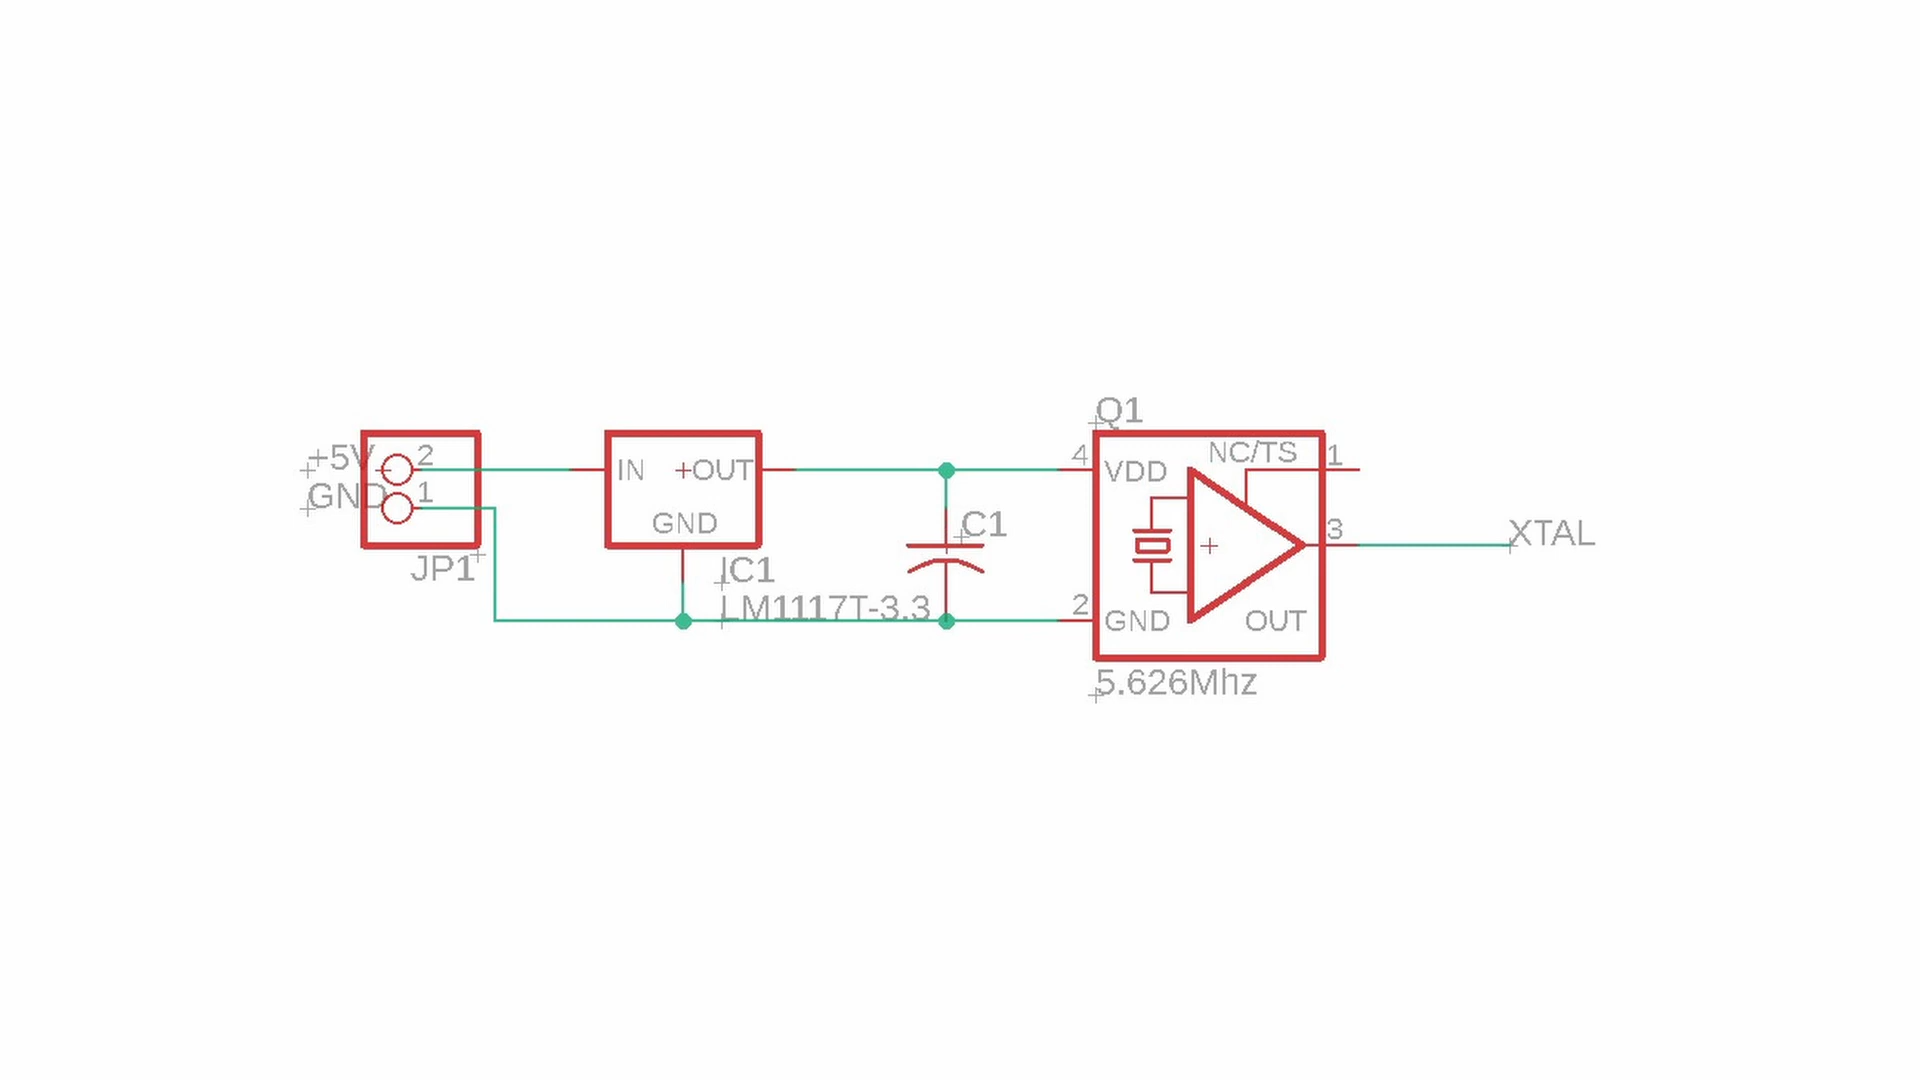 +5V
2
GND
1
JP1
IN
+OUT
GND
IC1
LM1117T-3.3
C1
Q1
4
VDD
NC/TS
1
3
XTAL
2
GND
OUT
5.626Mhz